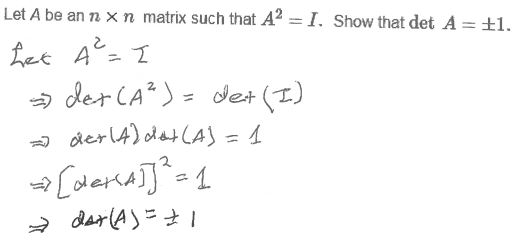 Let A be an n × n matrix such that A² = I. Show that det A = ±1.
Let A² = I
⇒ det(A²) = det(I)
⇒ det(A) det(A) = 1
⇒ [det(A)]² = 1
⇒ det(A) = ±1